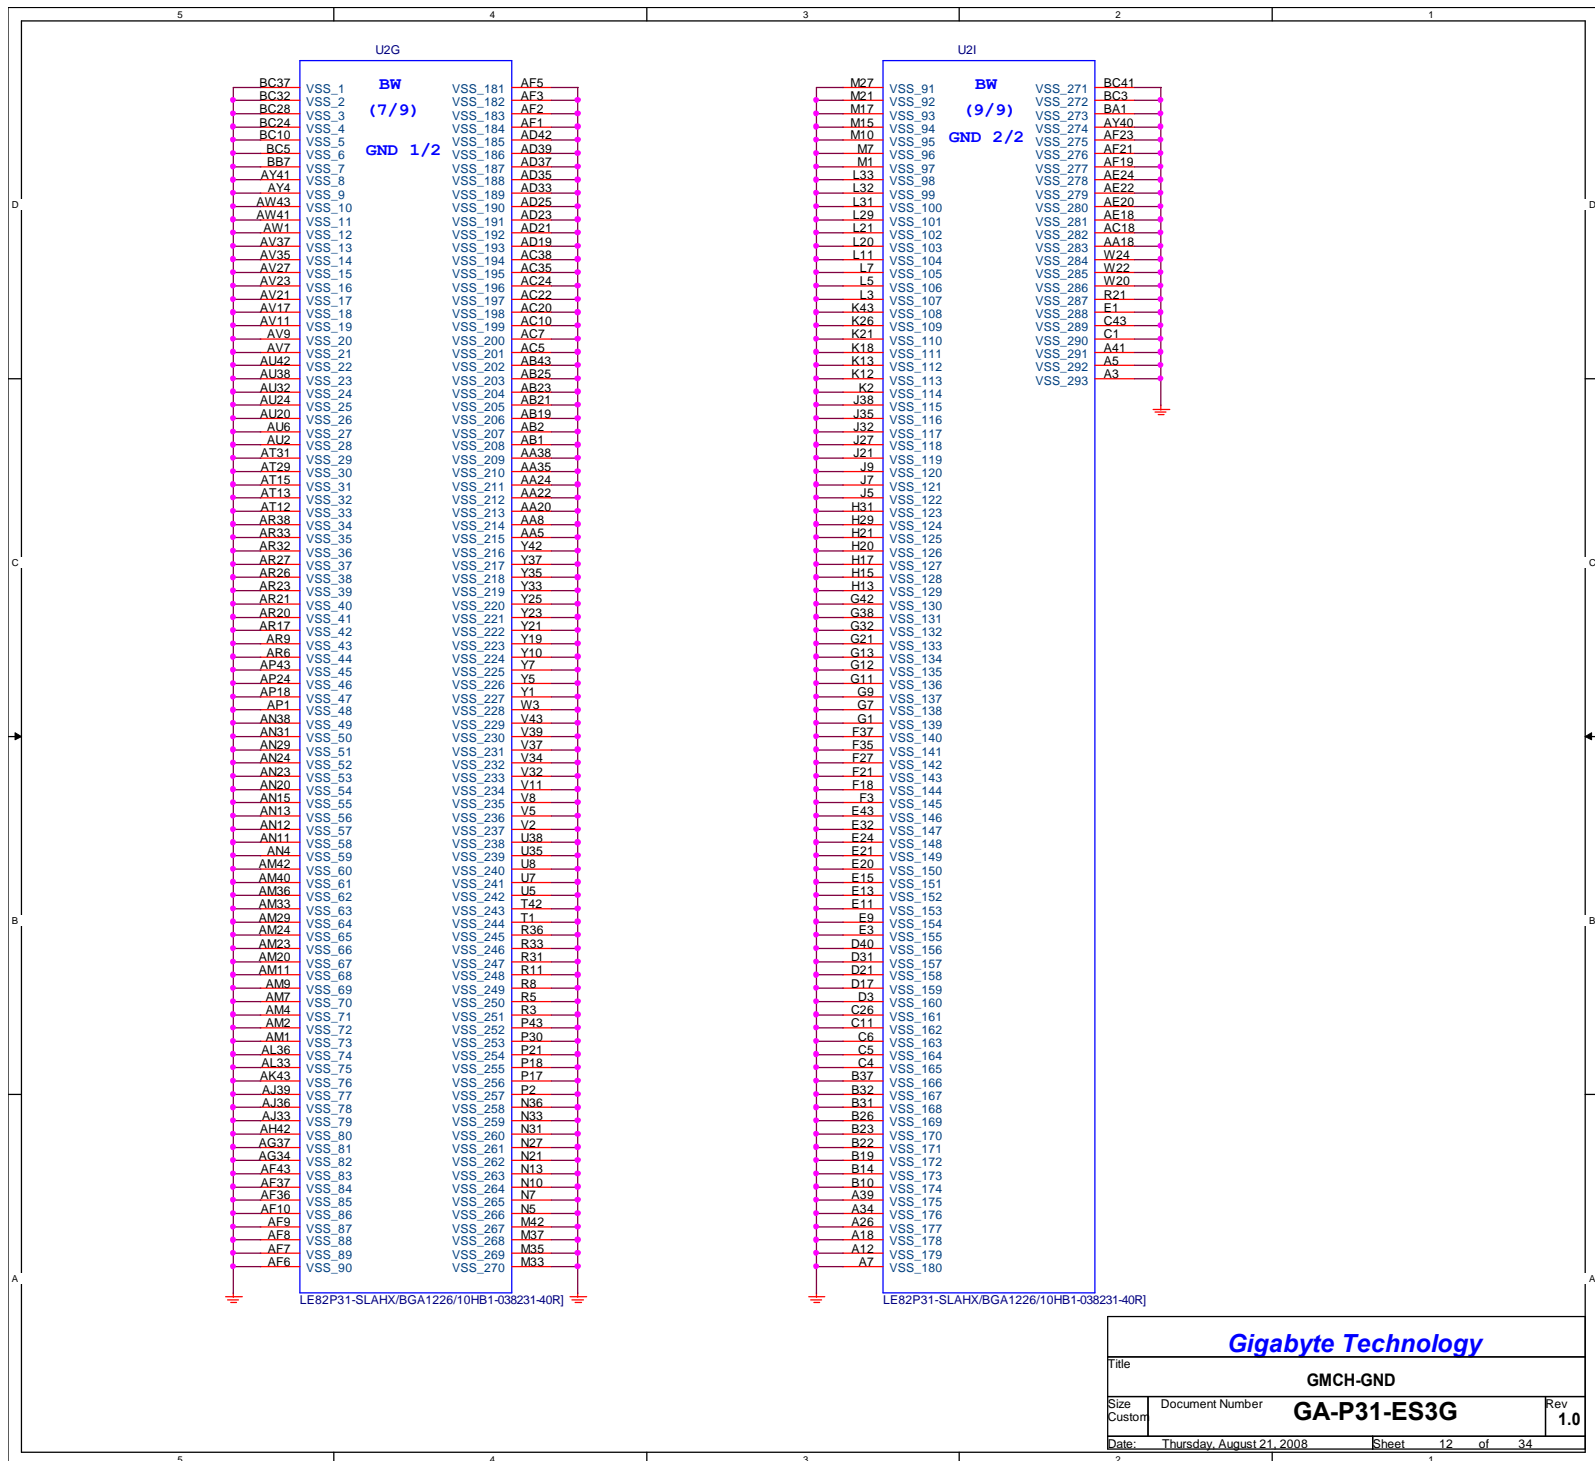 5 4 3 2 1
U2G
BW
(7/9)
GND 1/2
BC37 VSS_1 VSS_181 AF5
BC32 VSS_2 VSS_182 AF3
BC28 VSS_3 VSS_183 AF2
BC24 VSS_4 VSS_184 AF1
BC10 VSS_5 VSS_185 AD42
BC5 VSS_6 VSS_186 AD39
BB7 VSS_7 VSS_187 AD37
AY41 VSS_8 VSS_188 AD35
AY4 VSS_9 VSS_189 AD33
AW43 VSS_10 VSS_190 AD25
AW41 VSS_11 VSS_191 AD23
AW1 VSS_12 VSS_192 AD21
AV37 VSS_13 VSS_193 AD19
AV35 VSS_14 VSS_194 AC38
AV27 VSS_15 VSS_195 AC35
AV23 VSS_16 VSS_196 AC24
AV21 VSS_17 VSS_197 AC22
AV17 VSS_18 VSS_198 AC20
AV11 VSS_19 VSS_199 AC10
AV9 VSS_20 VSS_200 AC7
AV7 VSS_21 VSS_201 AC5
AU42 VSS_22 VSS_202 AB43
AU38 VSS_23 VSS_203 AB25
AU32 VSS_24 VSS_204 AB23
AU24 VSS_25 VSS_205 AB21
AU20 VSS_26 VSS_206 AB19
AU6 VSS_27 VSS_207 AB2
AU2 VSS_28 VSS_208 AB1
AT31 VSS_29 VSS_209 AA38
AT29 VSS_30 VSS_210 AA35
AT15 VSS_31 VSS_211 AA24
AT13 VSS_32 VSS_212 AA22
AT12 VSS_33 VSS_213 AA20
AR38 VSS_34 VSS_214 AA8
AR33 VSS_35 VSS_215 AA5
AR32 VSS_36 VSS_216 Y42
AR27 VSS_37 VSS_217 Y37
AR26 VSS_38 VSS_218 Y35
AR23 VSS_39 VSS_219 Y33
AR21 VSS_40 VSS_220 Y25
AR20 VSS_41 VSS_221 Y23
AR17 VSS_42 VSS_222 Y21
AR9 VSS_43 VSS_223 Y19
AR6 VSS_44 VSS_224 Y10
AP43 VSS_45 VSS_225 Y7
AP24 VSS_46 VSS_226 Y5
AP18 VSS_47 VSS_227 Y1
AP1 VSS_48 VSS_228 W3
AN38 VSS_49 VSS_229 V43
AN31 VSS_50 VSS_230 V39
AN29 VSS_51 VSS_231 V37
AN24 VSS_52 VSS_232 V34
AN23 VSS_53 VSS_233 V32
AN20 VSS_54 VSS_234 V11
AN15 VSS_55 VSS_235 V8
AN13 VSS_56 VSS_236 V5
AN12 VSS_57 VSS_237 V2
AN11 VSS_58 VSS_238 U38
AN4 VSS_59 VSS_239 U35
AM42 VSS_60 VSS_240 U8
AM40 VSS_61 VSS_241 U7
AM36 VSS_62 VSS_242 U5
AM33 VSS_63 VSS_243 T42
AM29 VSS_64 VSS_244 T1
AM24 VSS_65 VSS_245 R36
AM23 VSS_66 VSS_246 R33
AM20 VSS_67 VSS_247 R31
AM11 VSS_68 VSS_248 R11
AM9 VSS_69 VSS_249 R8
AM7 VSS_70 VSS_250 R5
AM4 VSS_71 VSS_251 R3
AM2 VSS_72 VSS_252 P43
AM1 VSS_73 VSS_253 P30
AL36 VSS_74 VSS_254 P21
AL33 VSS_75 VSS_255 P18
AK43 VSS_76 VSS_256 P17
AJ39 VSS_77 VSS_257 P2
AJ36 VSS_78 VSS_258 N36
AJ33 VSS_79 VSS_259 N33
AH42 VSS_80 VSS_260 N31
AG37 VSS_81 VSS_261 N27
AG34 VSS_82 VSS_262 N21
AF43 VSS_83 VSS_263 N13
AF37 VSS_84 VSS_264 N10
AF36 VSS_85 VSS_265 N7
AF10 VSS_86 VSS_266 N5
AF9 VSS_87 VSS_267 M42
AF8 VSS_88 VSS_268 M37
AF7 VSS_89 VSS_269 M35
AF6 VSS_90 VSS_270 M33
LE82P31-SLAHX/BGA1226/10HB1-038231-40R]
U2I
BW
(9/9)
GND 2/2
M27 VSS_91 VSS_271 BC41
M21 VSS_92 VSS_272 BC3
M17 VSS_93 VSS_273 BA1
M15 VSS_94 VSS_274 AY40
M10 VSS_95 VSS_275 AF23
M7 VSS_96 VSS_276 AF21
M1 VSS_97 VSS_277 AF19
L33 VSS_98 VSS_278 AE24
L32 VSS_99 VSS_279 AE22
L31 VSS_100 VSS_280 AE20
L29 VSS_101 VSS_281 AE18
L21 VSS_102 VSS_282 AC18
L20 VSS_103 VSS_283 AA18
L11 VSS_104 VSS_284 W24
L7 VSS_105 VSS_285 W22
L5 VSS_106 VSS_286 W20
L3 VSS_107 VSS_287 R21
K43 VSS_108 VSS_288 E1
K26 VSS_109 VSS_289 C43
K21 VSS_110 VSS_290 C1
K18 VSS_111 VSS_291 A41
K13 VSS_112 VSS_292 A5
K12 VSS_113 VSS_293 A3
K2 VSS_114
J38 VSS_115
J35 VSS_116
J32 VSS_117
J27 VSS_118
J21 VSS_119
J9 VSS_120
J7 VSS_121
J5 VSS_122
H31 VSS_123
H29 VSS_124
H21 VSS_125
H20 VSS_126
H17 VSS_127
H15 VSS_128
H13 VSS_129
G42 VSS_130
G38 VSS_131
G32 VSS_132
G21 VSS_133
G13 VSS_134
G12 VSS_135
G11 VSS_136
G9 VSS_137
G7 VSS_138
G1 VSS_139
F37 VSS_140
F35 VSS_141
F27 VSS_142
F21 VSS_143
F18 VSS_144
F3 VSS_145
E43 VSS_146
E32 VSS_147
E24 VSS_148
E21 VSS_149
E20 VSS_150
E15 VSS_151
E13 VSS_152
E11 VSS_153
E9 VSS_154
E3 VSS_155
D40 VSS_156
D31 VSS_157
D21 VSS_158
D17 VSS_159
D3 VSS_160
C26 VSS_161
C11 VSS_162
C6 VSS_163
C5 VSS_164
C4 VSS_165
B37 VSS_166
B32 VSS_167
B31 VSS_168
B26 VSS_169
B23 VSS_170
B22 VSS_171
B19 VSS_172
B14 VSS_173
B10 VSS_174
A39 VSS_175
A34 VSS_176
A26 VSS_177
A18 VSS_178
A12 VSS_179
A7 VSS_180
LE82P31-SLAHX/BGA1226/10HB1-038231-40R]
D D
C C
B B
A A
Gigabyte Technology
Title
GMCH-GND
Size Document Number Rev
Custom GA-P31-ES3G 1.0
Date: Thursday, August 21, 2008 Sheet 12 of 34
5 4 3 2 1